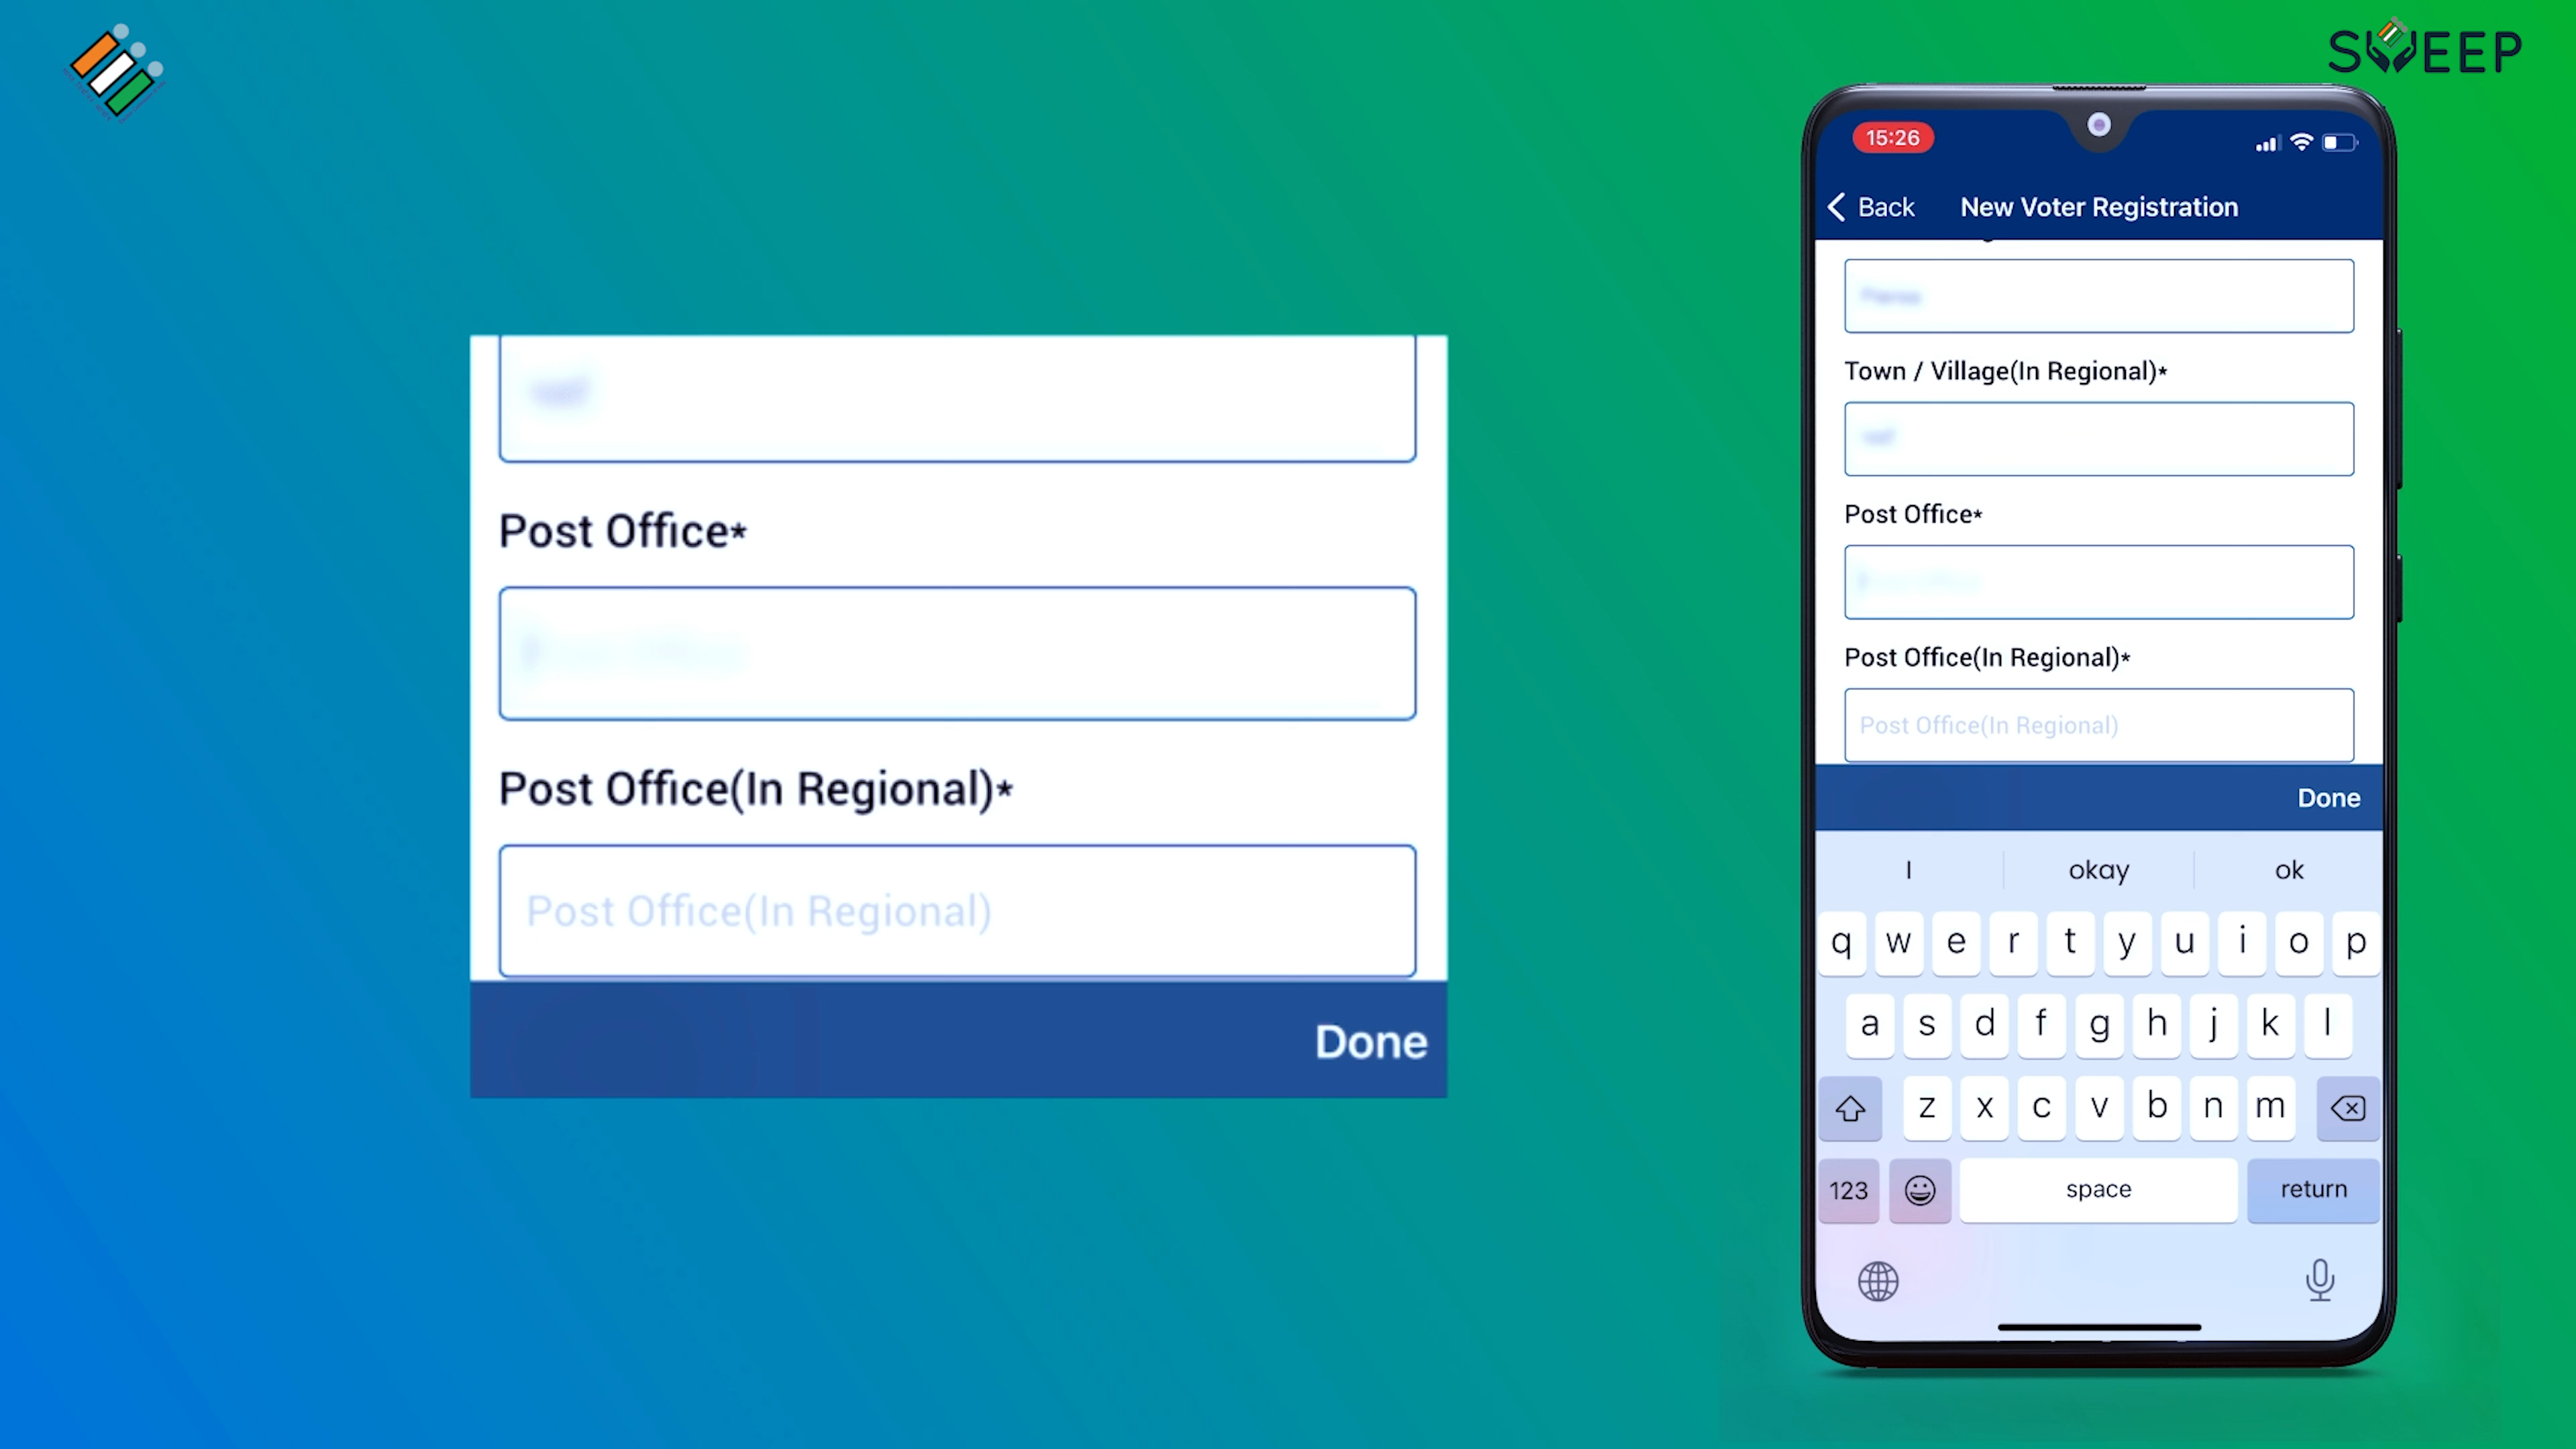 SWEEP
Post Office*
Post Office(In Regional)*
Post Office(In Regional)
Done
15:26
Back New Voter Registration
Town / Village(In Regional)*
Post Office*
Post Office(In Regional)*
Post Office(In Regional)
Done
I okay ok
q w e r t y u i o p
a s d f g h j k l
z x c v b n m
123 space return